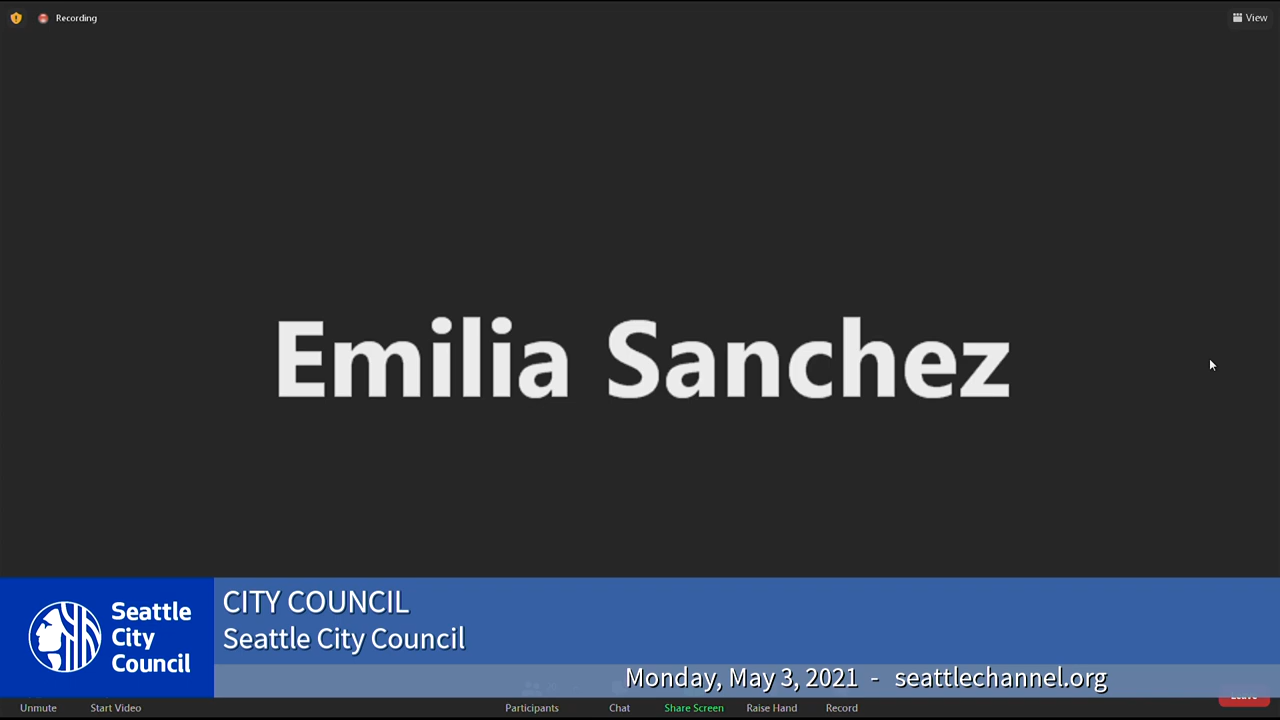 Recording
View
Emilia Sanchez
Seattle
City
Council
CITY COUNCIL
Seattle City Council
Monday, May 3, 2021 - seattlechannel.org
Unmute
Start Video
Participants
Chat
Share Screen
Raise Hand
Record
Leave